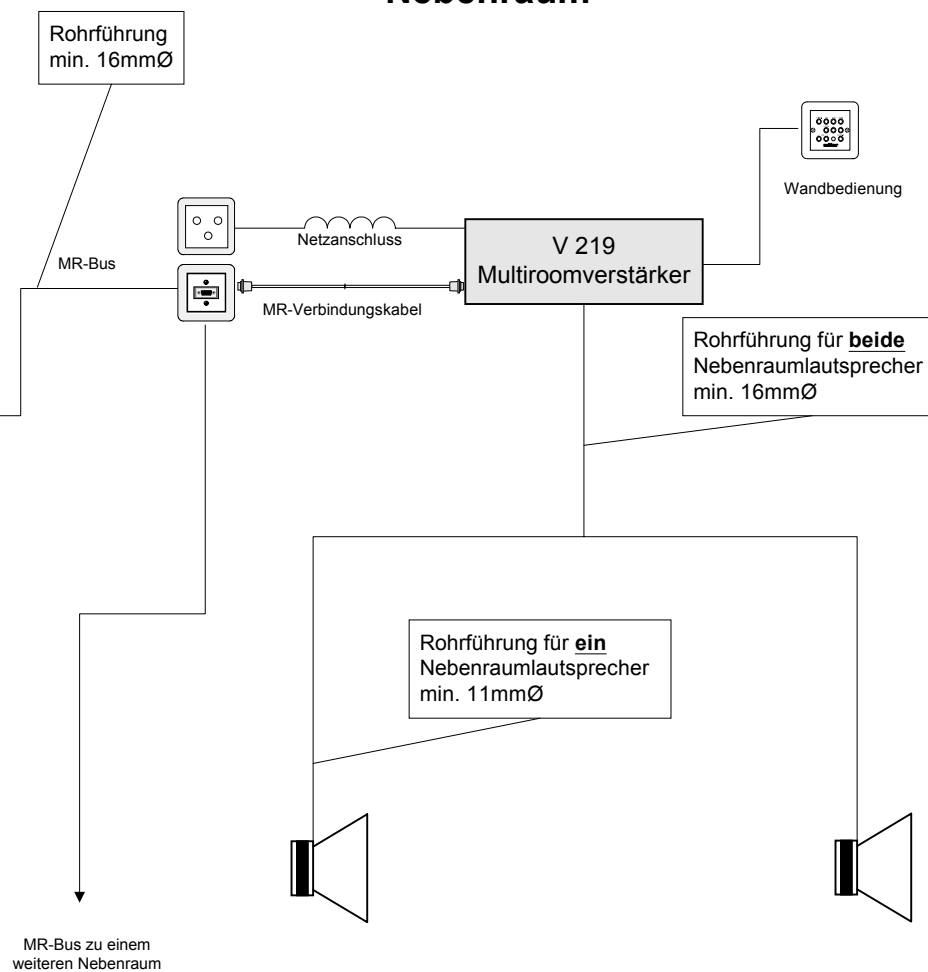 Nebenraum
Rohrführung
min. 16mmØ
Wandbedienung
Netzanschluss
V 219
Multiroomverstärker
MR-Bus
MR-Verbindungskabel
Rohrführung für beide
Nebenraumlautsprecher
min. 16mmØ
Rohrführung für ein
Nebenraumlautsprecher
min. 11mmØ
MR-Bus zu einem
weiteren Nebenraum